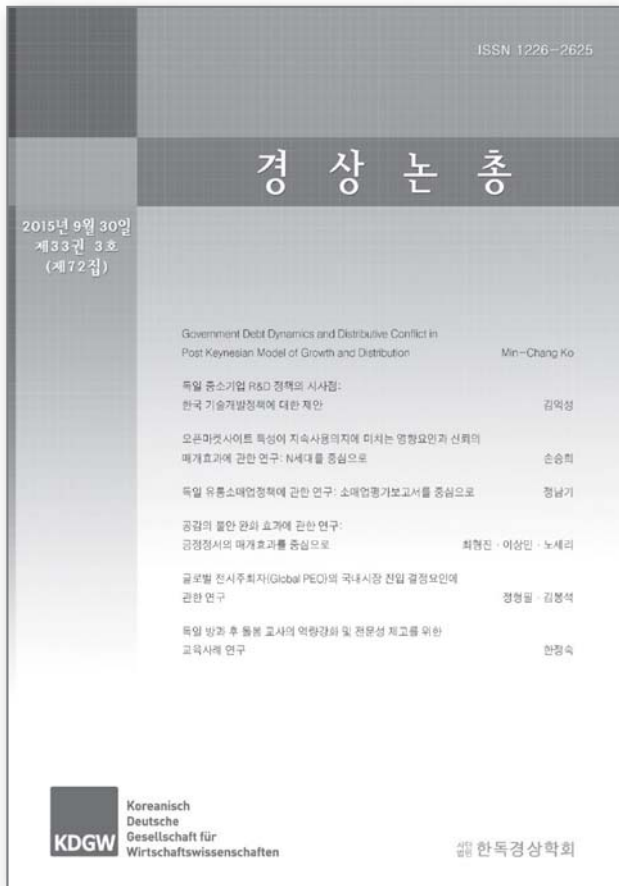 ISSN 1226-2625
경상논총
2015년 9월 30일
제33권 3호
(제72집)
Government Debt Dynamics and Distributive Conflict in
Post Keynesian Model of Growth and Distribution Min-Chang Ko
독일 중소기업 R&D 정책의 시사점:
한국 기술개발정책에 대한 제안 김익성
오픈마켓사이트 특성이 지속사용의지에 미치는 영향요인과 신뢰의
매개효과에 관한 연구: N세대를 중심으로 손승희
독일 유통소매업정책에 관한 연구: 소매업평가보고서를 중심으로 정남기
공감의 불안 완화 효과에 관한 연구:
긍정정서의 매개효과를 중심으로 최형진 · 이상민 · 노세리
글로벌 전시주최자(Global PEO)의 국내시장 진입 결정요인에
관한 연구 정형필 · 김봉석
독일 방과 후 돌봄 교사의 역량강화 및 전문성 제고를 위한
교육사례 연구 한정숙
KDGW
Koreanisch
Deutsche
Gesellschaft für
Wirtschaftswissenschaften
사단법인 한독경상학회